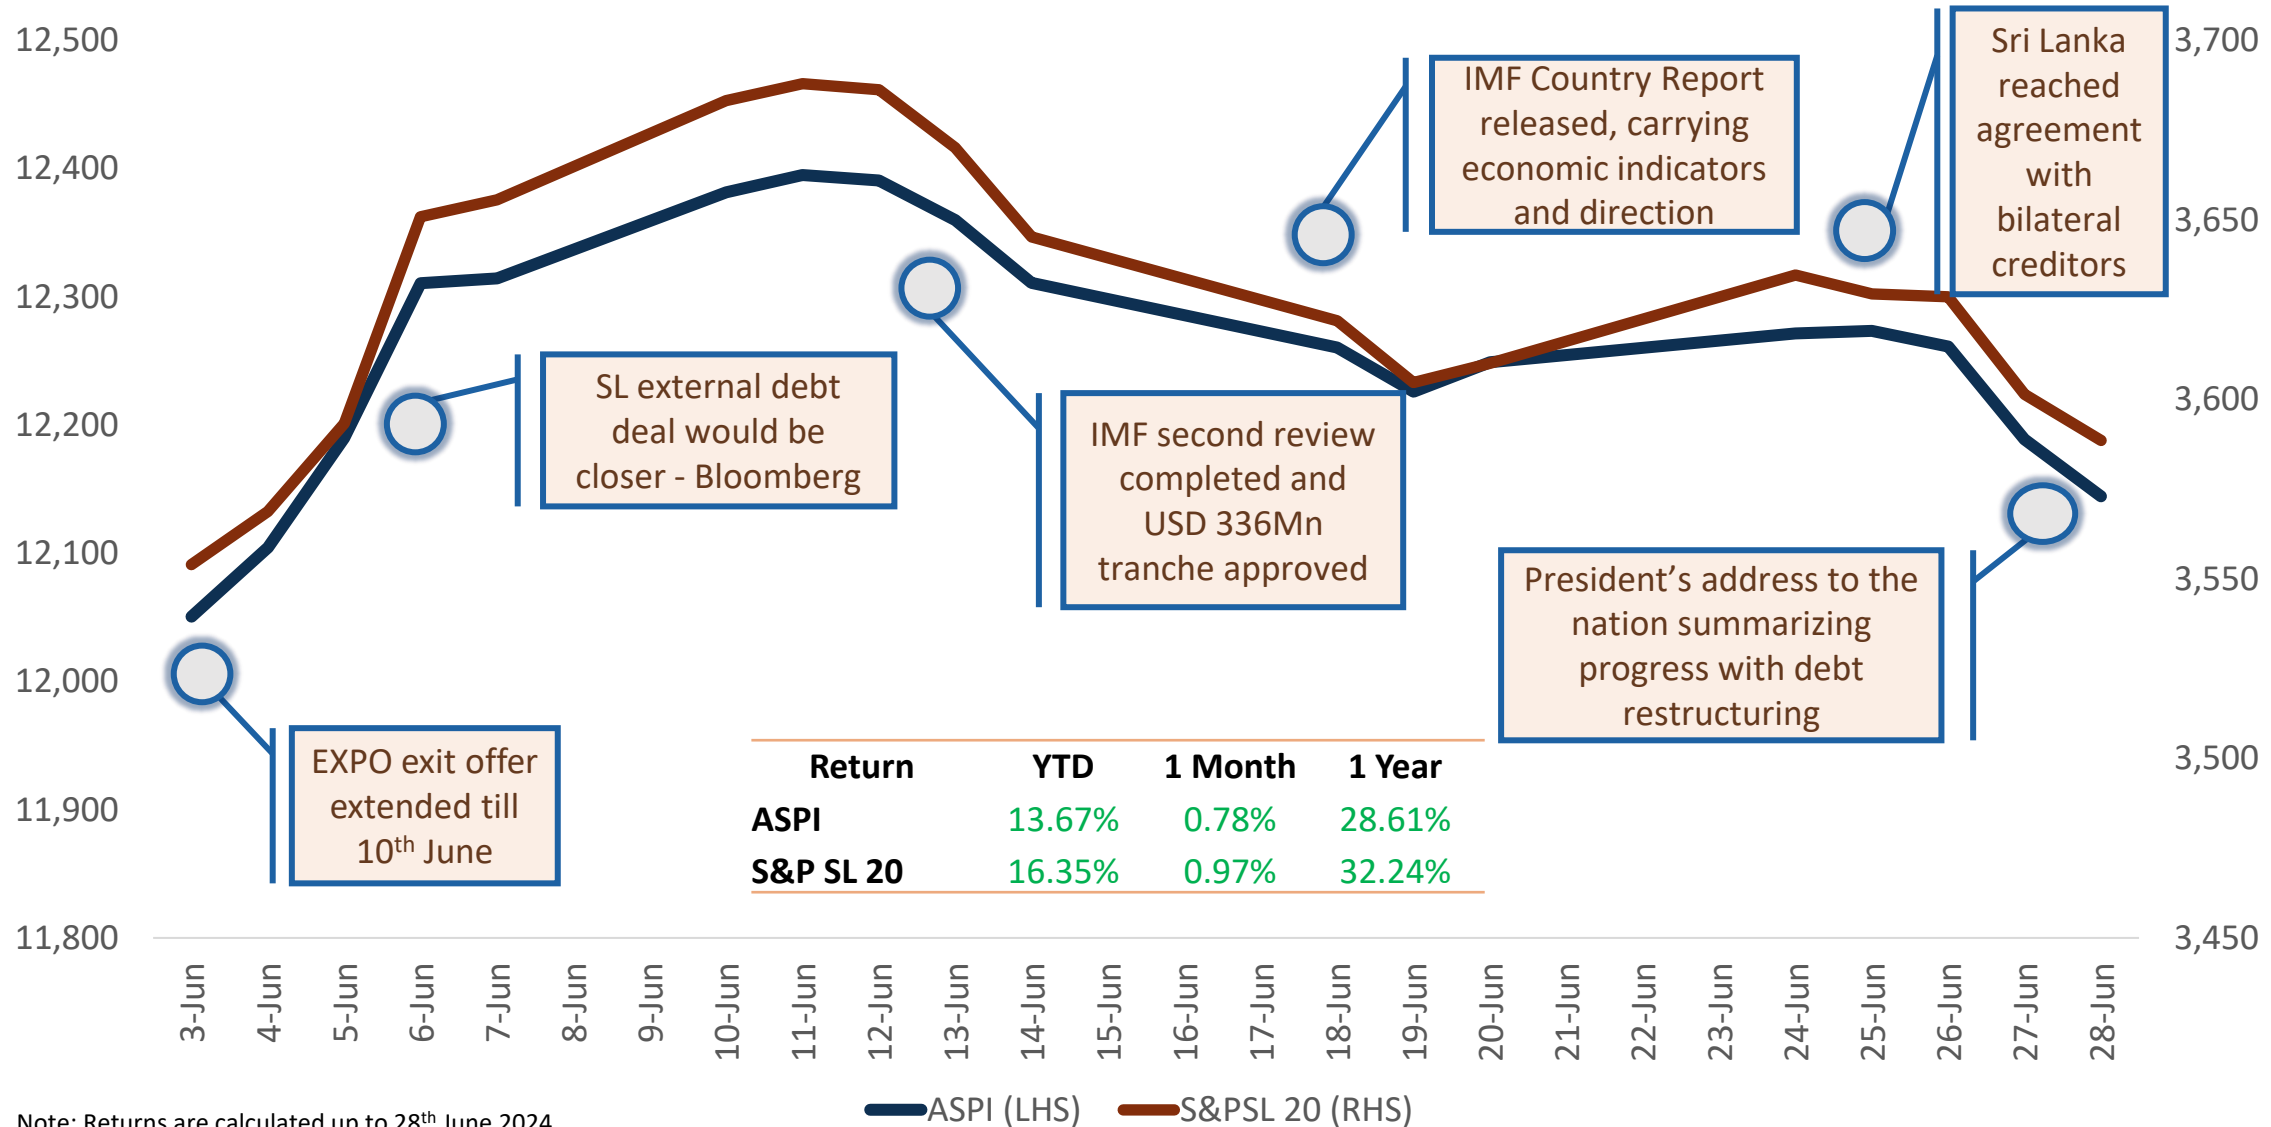 12,500
12,400
12,300
12,200
12,100
12,000
11,900
11,800
3,700
3,650
3,600
3,550
3,500
3,450
EXPO exit offer
extended till
10th June
SL external debt
deal would be
closer - Bloomberg
IMF second review
completed and
USD 336Mn
tranche approved
IMF Country Report
released, carrying
economic indicators
and direction
Sri Lanka
reached
agreement
with
bilateral
creditors
President’s address to the
nation summarizing
progress with debt
restructuring
Return YTD 1 Month 1 Year
ASPI 13.67% 0.78% 28.61%
S&P SL 20 16.35% 0.97% 32.24%
3-Jun
4-Jun
5-Jun
6-Jun
7-Jun
8-Jun
9-Jun
10-Jun
11-Jun
12-Jun
13-Jun
14-Jun
15-Jun
16-Jun
17-Jun
18-Jun
19-Jun
20-Jun
21-Jun
22-Jun
23-Jun
24-Jun
25-Jun
26-Jun
27-Jun
28-Jun
ASPI (LHS) S&PSL 20 (RHS)
Note: Returns are calculated up to 28th June 2024